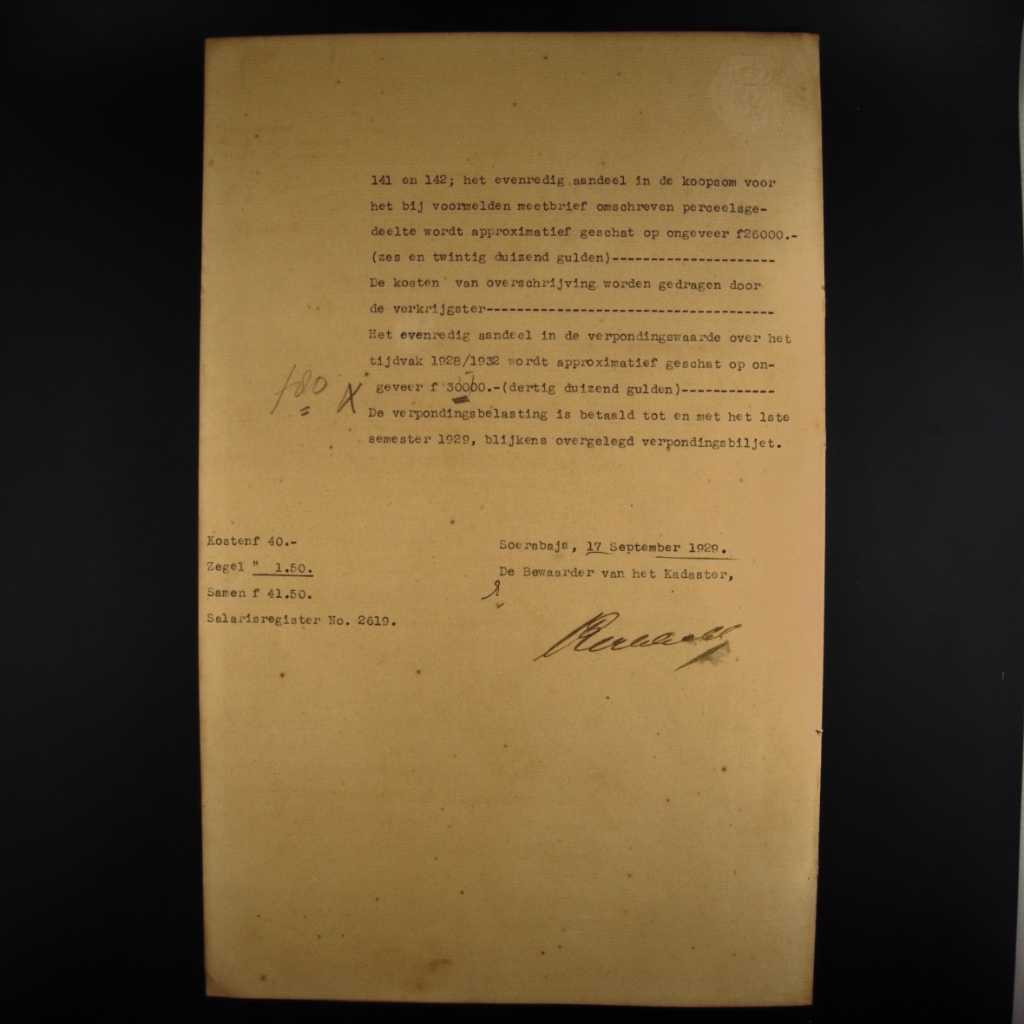 141 en 142; het evenredig aandeel in de koopsom voor
het bij voormelden meetbrief omschreven perceelsge-
deelte wordt approximatief geschat op ongeveer f26000.-
(zes en twintig duizend gulden)---------------------
De kosten van overschrijving worden gedragen door
de verkrijgster-------------------------------------
Het evenredig aandeel in de verpondingswaarde over het
tijdvak 1928/1932 wordt approximatief geschat op on-
180 X geveer f 30000.-(dertig duizend gulden)------------
De verpondingsbelasting is betaald tot en met het 1ste
semester 1929, blijkens overgelegd verpondingsbiljet.
Kosten f 40.-
Zegel " 1.50.
Samen f 41.50.
Salarisregister No. 2619.
Soerabaja, 17 September 1929.
De Bewaarder van het Kadaster,